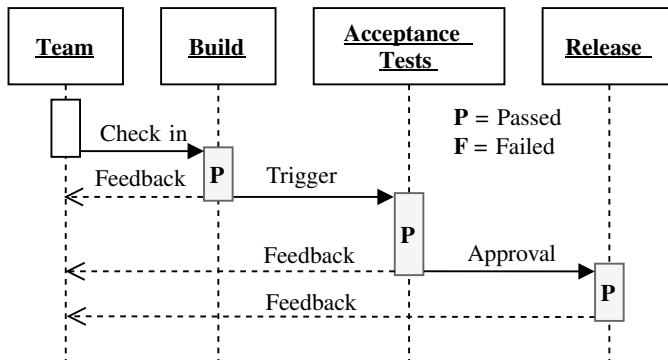 Team
Build
Acceptance
Tests
Release
P = Passed
F = Failed
Check in
P
Feedback
Trigger
P
Feedback
Approval
P
Feedback